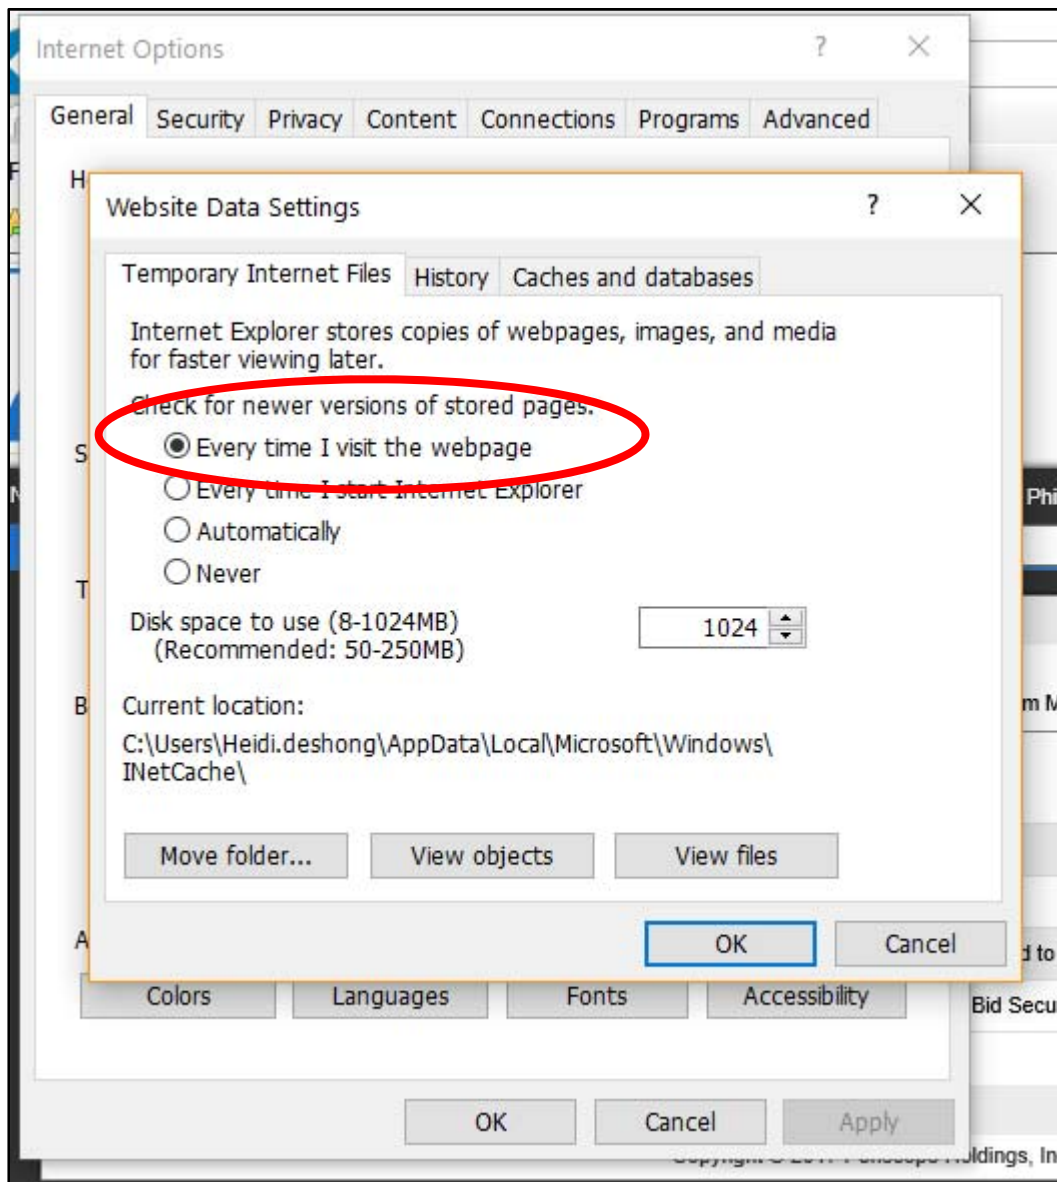 Internet Options
General Security Privacy Content Connections Programs Advanced
Website Data Settings
Temporary Internet Files History Caches and databases
Internet Explorer stores copies of webpages, images, and media
for faster viewing later.
Check for newer versions of stored pages:
Every time I visit the webpage
Every time I start Internet Explorer
Automatically
Never
Disk space to use (8-1024MB) 1024
(Recommended: 50-250MB)
Current location:
C:\Users\Heidi.deshong\AppData\Local\Microsoft\Windows\
INetCache\
Move folder... View objects View files
OK Cancel
Colors Languages Fonts Accessibility
Bid
OK Cancel Apply